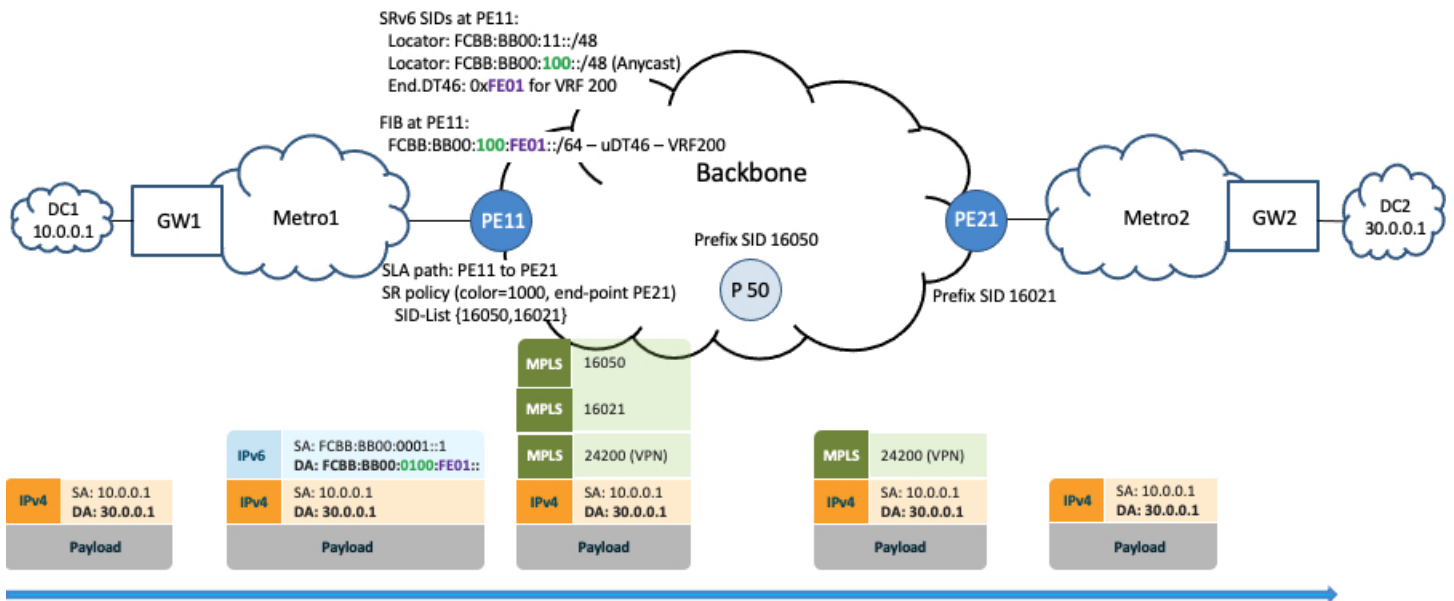 SRv6 SIDs at PE11:
Locator: FCBB:BB00:11::/48
Locator: FCBB:BB00:100::/48 (Anycast)
End.DT46: 0xFE01 for VRF 200
FIB at PE11:
FCBB:BB00:100:FE01::/64 – uDT46 – VRF200
Backbone
DC1
10.0.0.1
GW1
Metro1
PE11
PE21
Metro2
GW2
DC2
30.0.0.1
Prefix SID 16050
P 50
Prefix SID 16021
SLA path: PE11 to PE21
SR policy (color=1000, end-point PE21)
SID-List {16050,16021}
IPv4
SA: 10.0.0.1
DA: 30.0.0.1
Payload
IPv6
SA: FCBB:BB00:0001::1
DA: FCBB:BB00:0100:FE01::
IPv4
SA: 10.0.0.1
DA: 30.0.0.1
Payload
MPLS 16050
MPLS 16021
MPLS 24200 (VPN)
IPv4
SA: 10.0.0.1
DA: 30.0.0.1
Payload
MPLS 24200 (VPN)
IPv4
SA: 10.0.0.1
DA: 30.0.0.1
Payload
IPv4
SA: 10.0.0.1
DA: 30.0.0.1
Payload